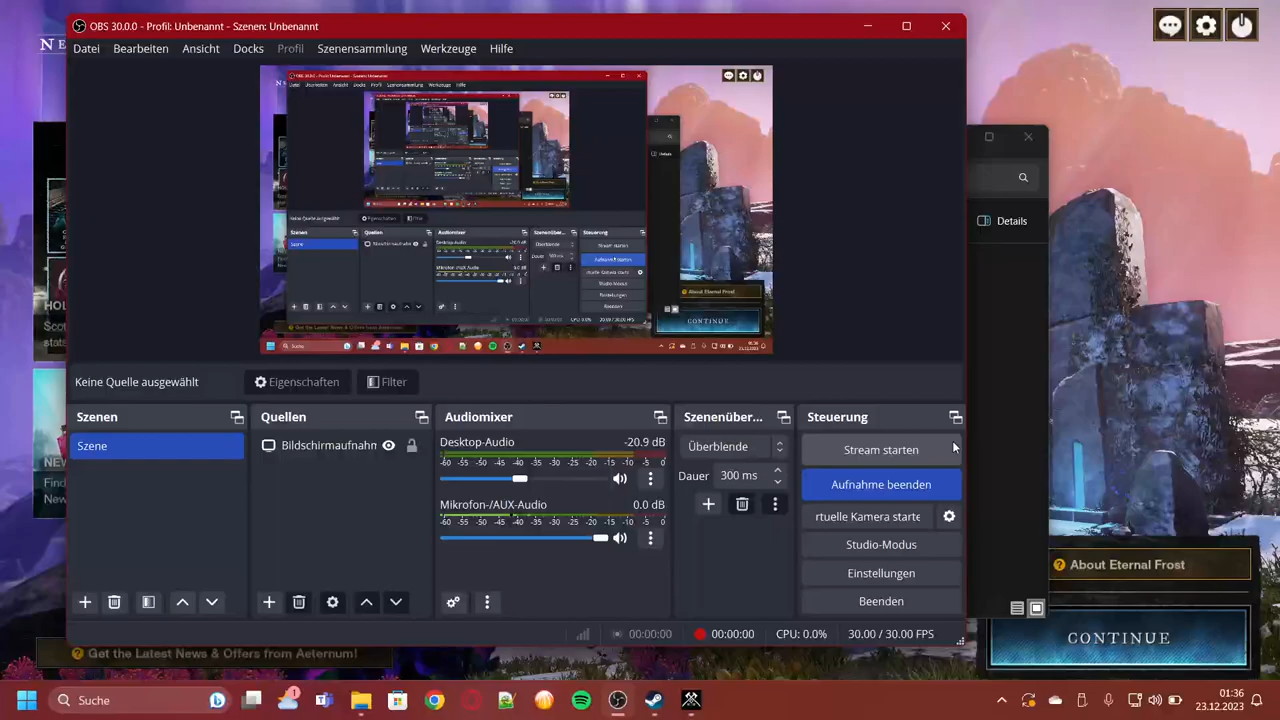 OBS 30.0.0 - Profil: Unbenannt - Szenen: Unbenannt
Datei Bearbeiten Ansicht Docks Profil Szenensammlung Werkzeuge Hilfe
Details
Keine Quelle ausgewählt Eigenschaften Filter
Szenen Quellen Audiomixer Szenenüber... Steuerung
Szene
Bildschirmaufnahm
Desktop-Audio -20.9 dB
-60 -55 -50 -45 -40 -35 -30 -25 -20 -15 -10 -5 0
Mikrofon-/AUX-Audio 0.0 dB
-60 -55 -50 -45 -40 -35 -30 -25 -20 -15 -10 -5 0
Überblende
Dauer 300 ms
Stream starten
Aufnahme beenden
rtuelle Kamera starte
Studio-Modus
Einstellungen
Beenden
00:00:00 00:00:00 CPU: 0.0% 30.00 / 30.00 FPS
About Eternal Frost
CONTINUE
Get the Latest News & Offers from Aeternum!
Suche
01:36
23.12.2023